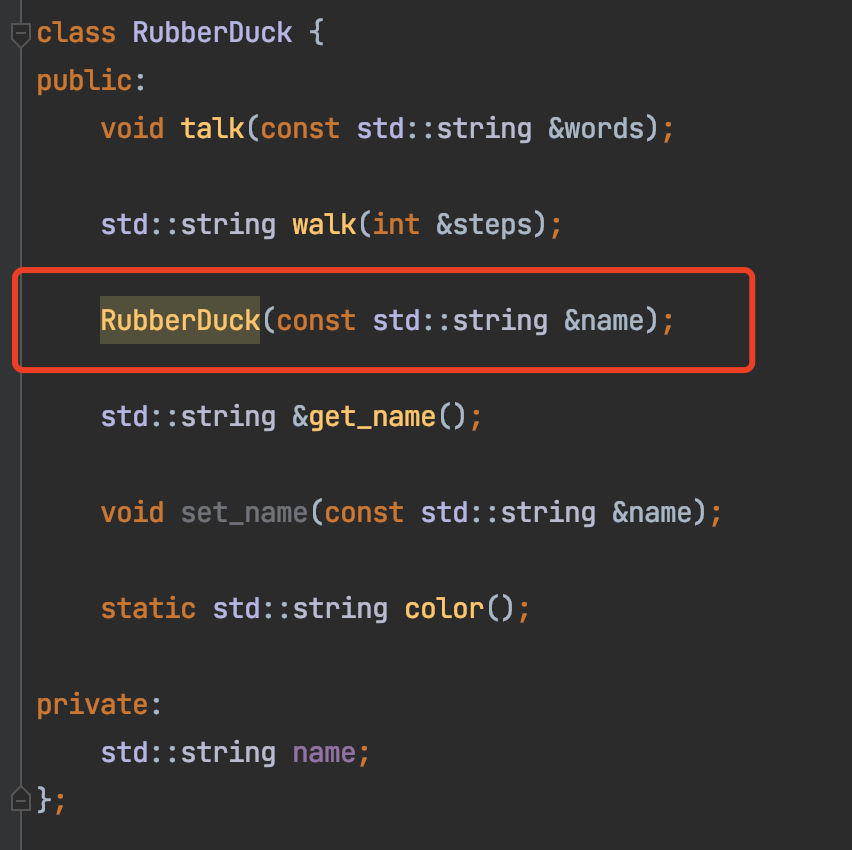 class RubberDuck {
public:
void talk(const std::string &words);
std::string walk(int &steps);
RubberDuck(const std::string &name);
std::string &get_name();
void set_name(const std::string &name);
static std::string color();
private:
std::string name;
};